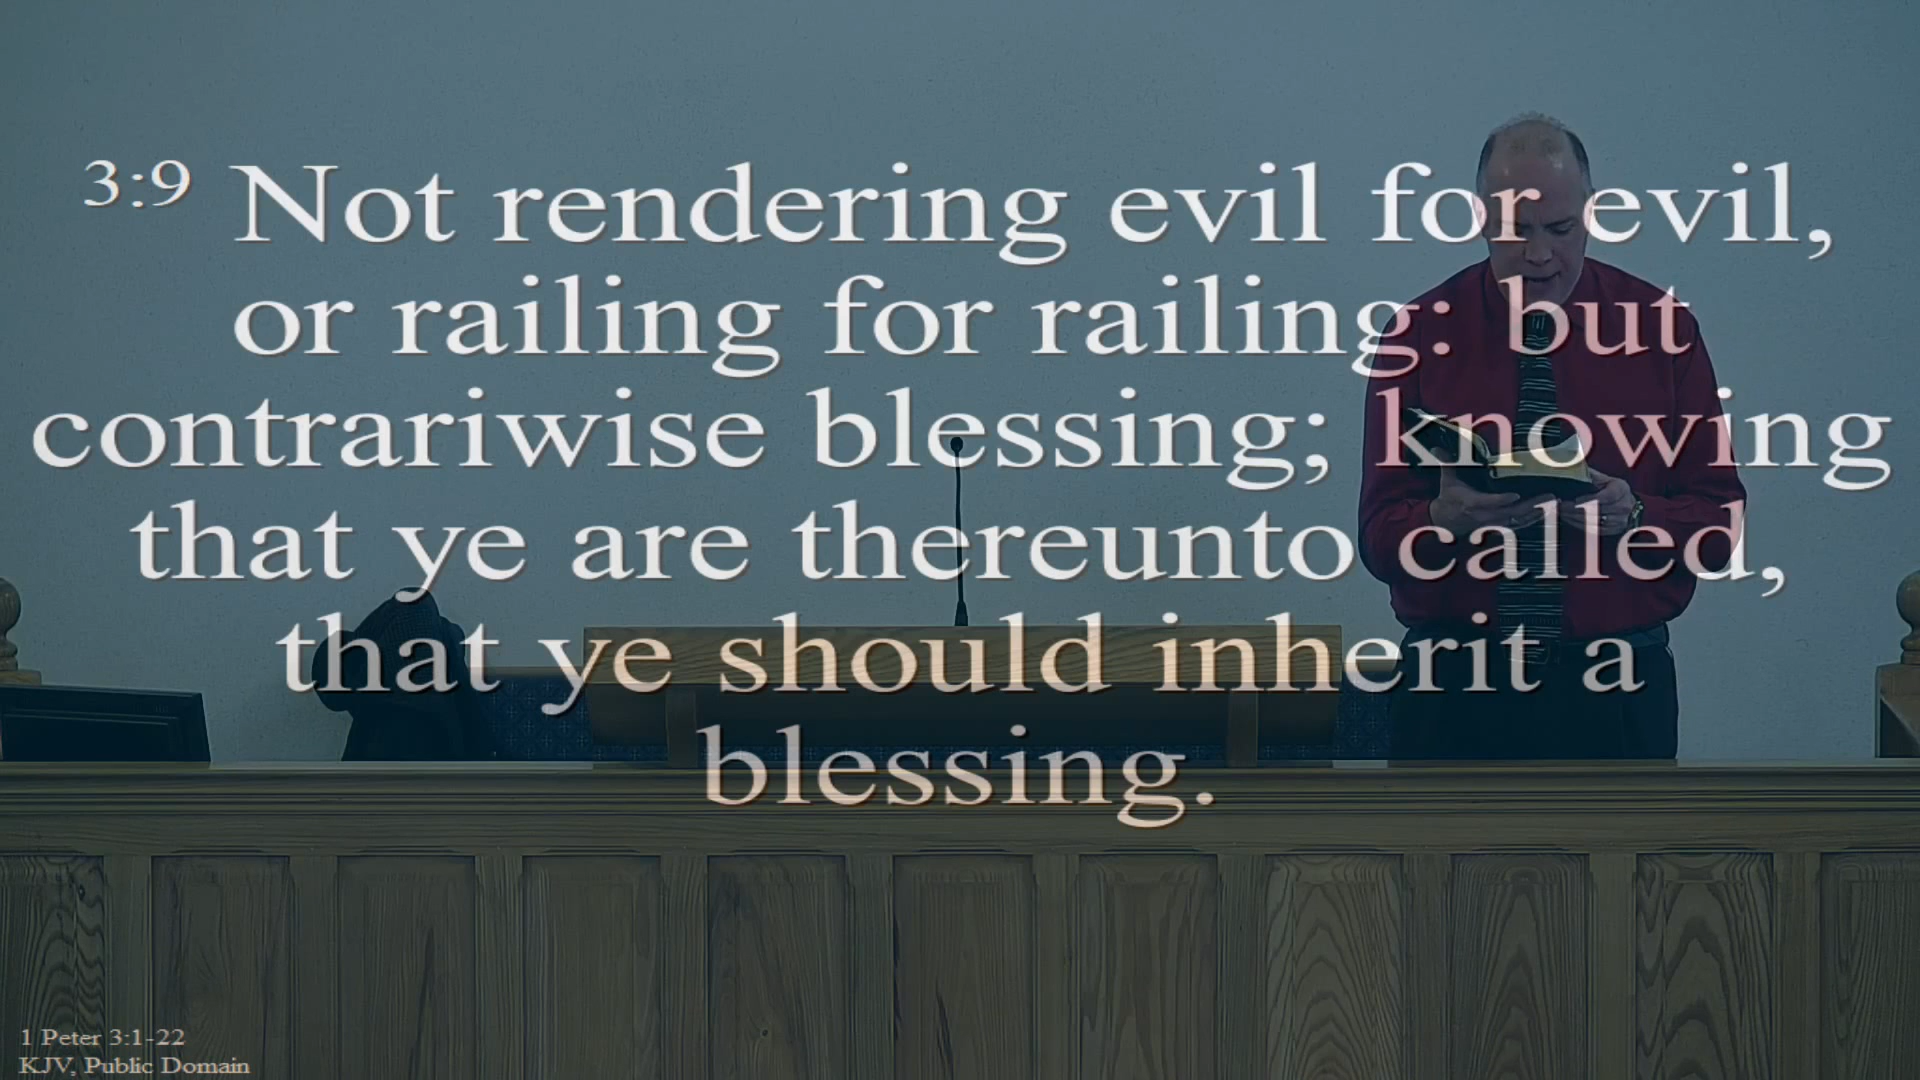 3:9 Not rendering evil for evil,
or railing for railing: but
contrariwise blessing; knowing
that ye are thereunto called,
that ye should inherit a
blessing.
1 Peter 3:1-22
KJV, Public Domain